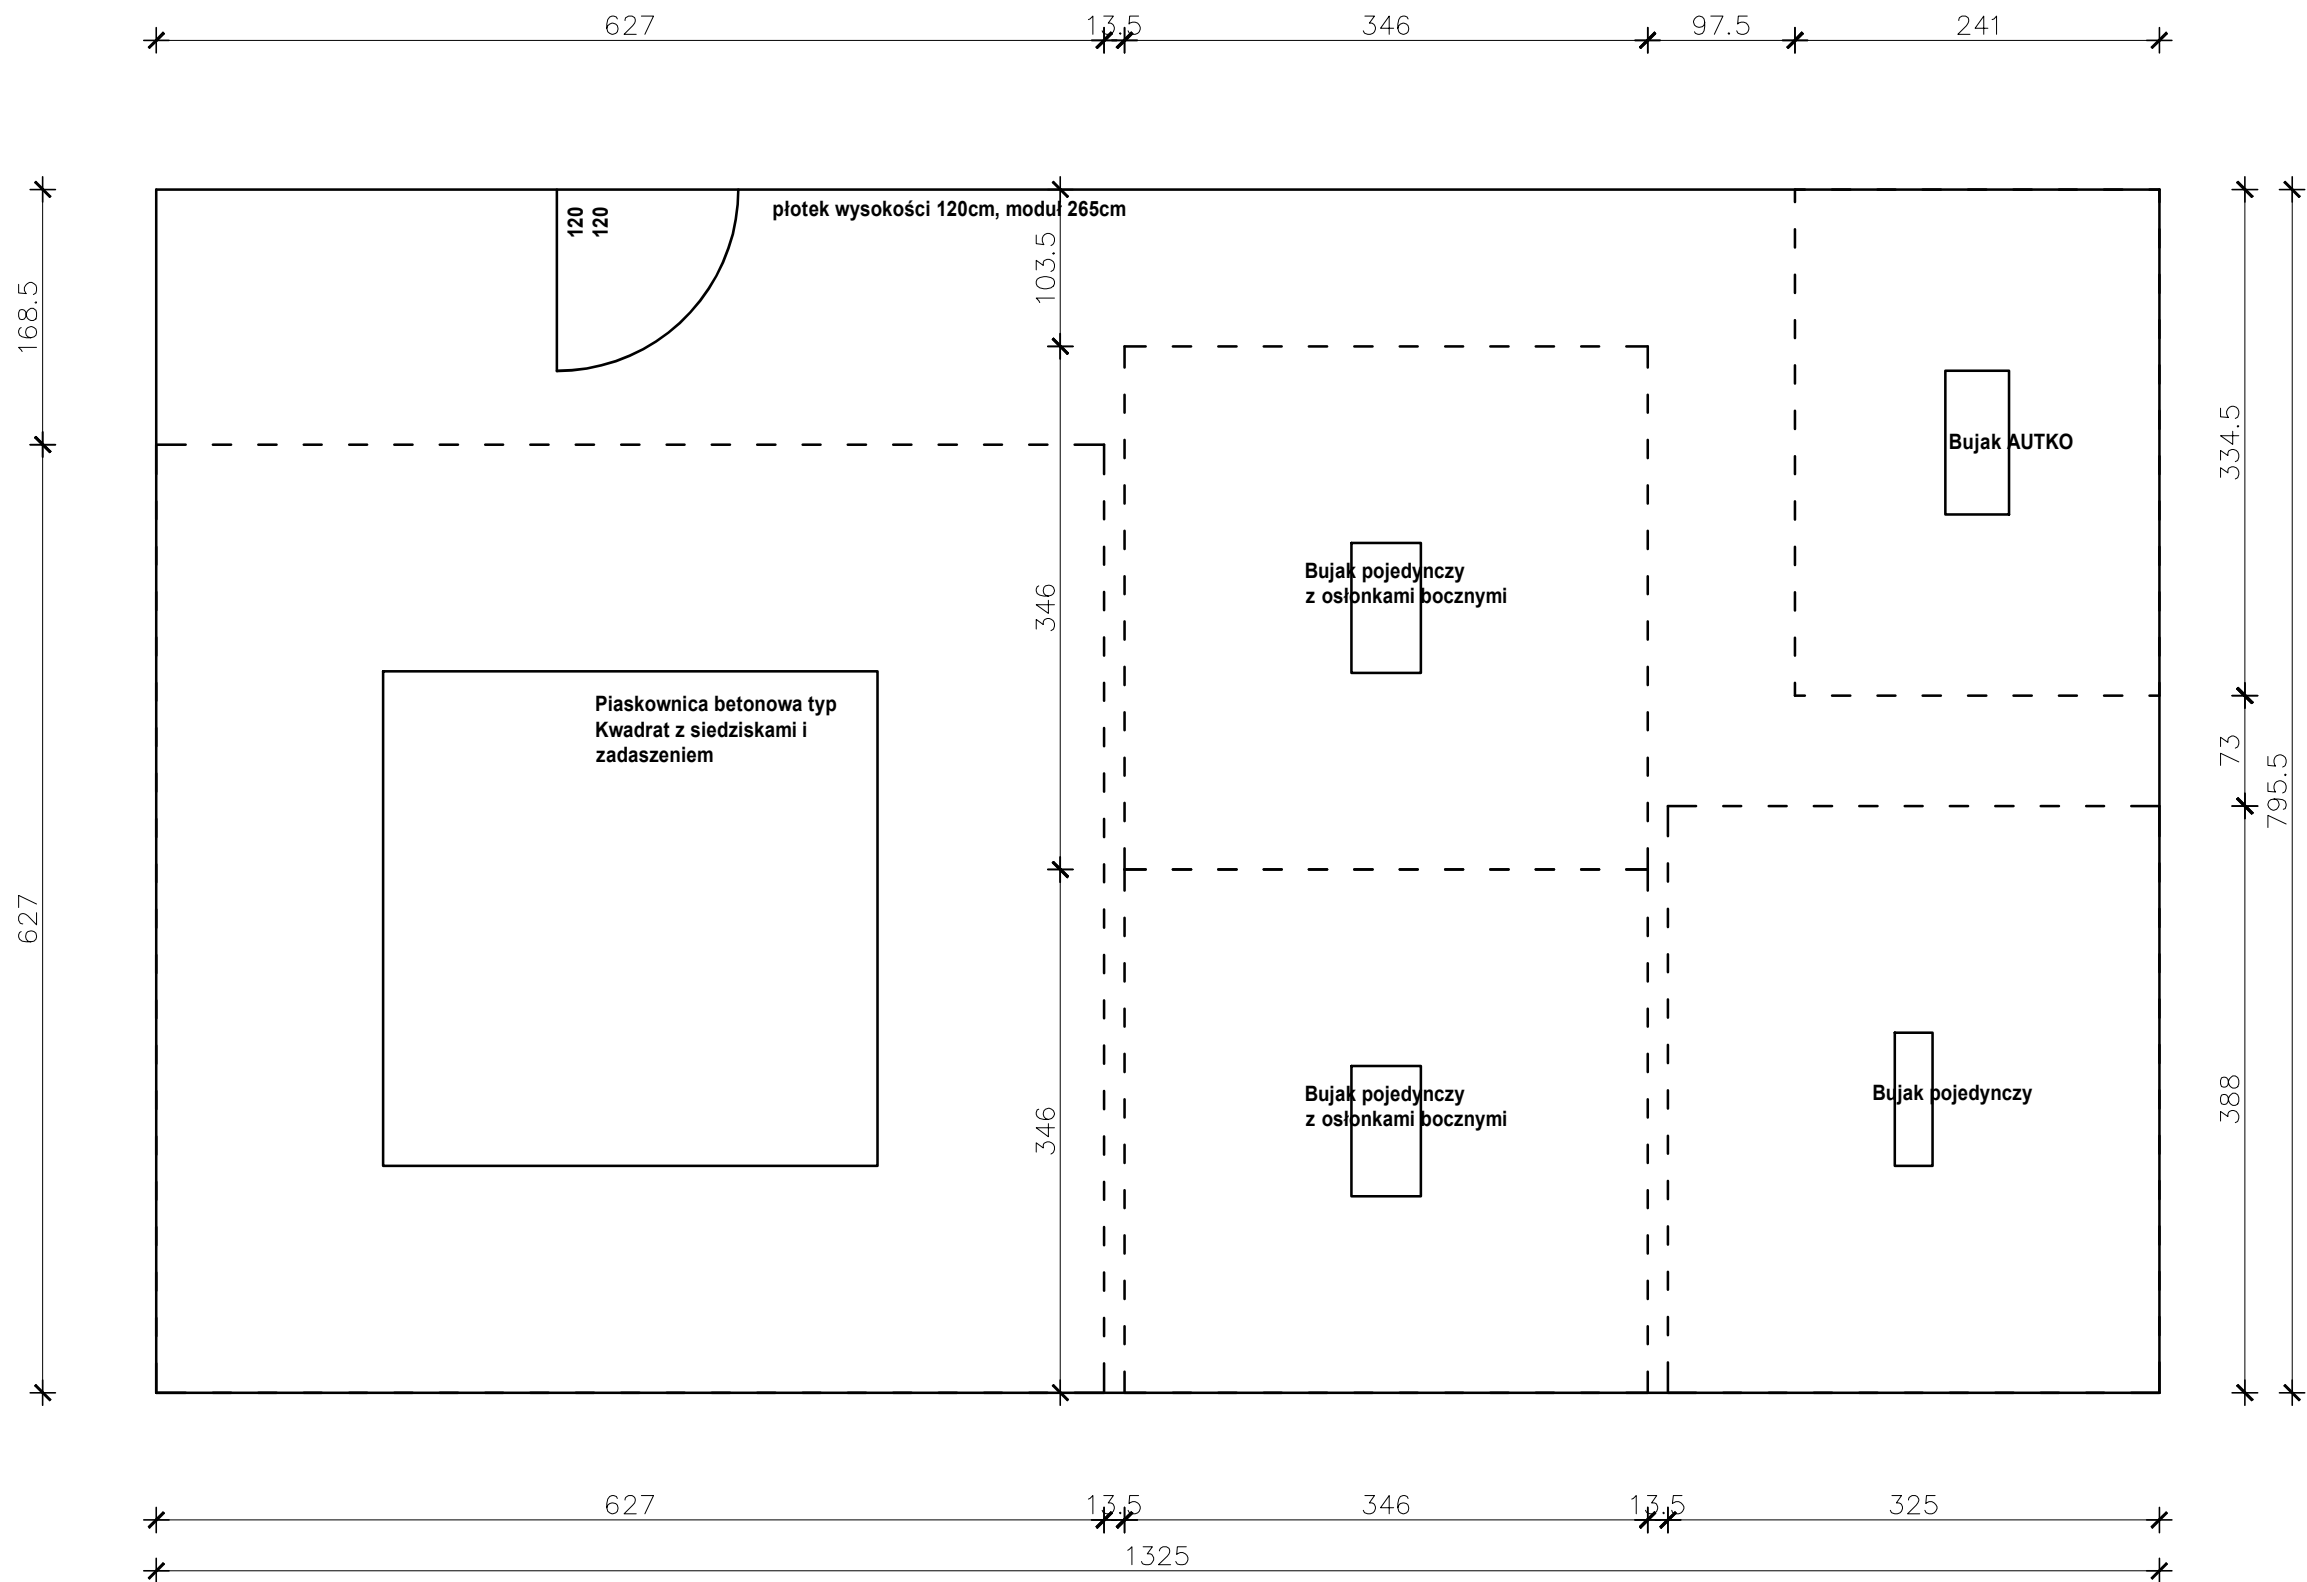 627
13.5
346
97.5
241
120
120
płotek wysokości 120cm, moduł 265cm
168.5
103.5
334.5
Bujak AUTKO
346
Bujak pojedynczy
z osłonkami bocznymi
Piaskownica betonowa typ
Kwadrat z siedziskami i
zadaszeniem
73
795.5
627
346
Bujak pojedynczy
z osłonkami bocznymi
Bujak pojedynczy
388
627
13.5
346
13.5
325
1325